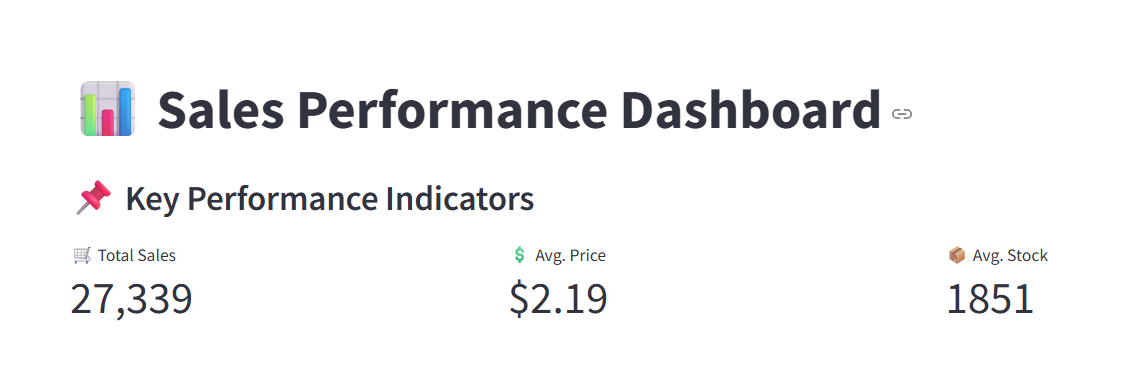 Sales Performance Dashboard
Key Performance Indicators
Total Sales
27,339
Avg. Price
$2.19
Avg. Stock
1851